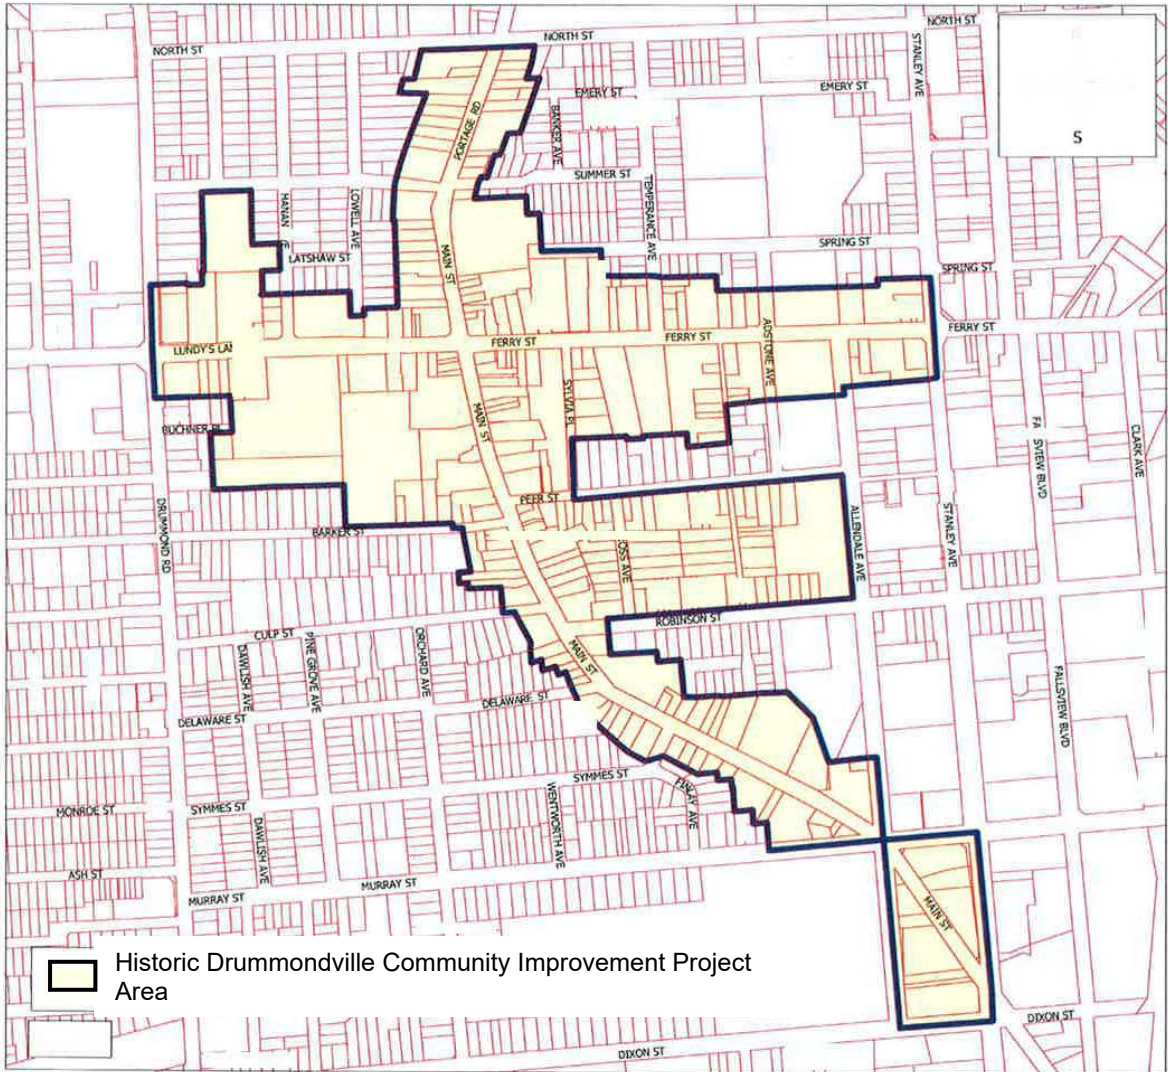 NORTH ST
NORTH ST
NORTH ST
STANLEY AVE
EMERY ST
EMERY ST
PORTAGE RD
BANKER AVE
S
SUMMER ST
TEMPERANCE AVE
LOWELL AVE
LATSHAW ST
MAIN ST
SPRING ST
SPRING ST
LUNDY'S LA
FERRY ST
FERRY ST
FERRY ST
ADSTONE AVE
SYLVIA PL
MAIN ST
BUCHNER PL
CLARK AVE
SVIEW BLVD
PEER ST
BARKER ST
DRUMMOND RD
OSS AVE
ALLENDALE AVE
STANLEY AVE
ROBINSON ST
CULP ST
DAWLISH AVE
PINE GROVE AVE
ORCHARD AVE
MAIN ST
FALLSVIEW BLVD
DELAWARE ST
DELAWARE ST
SYMMES ST
SYMMES ST
MONROE ST
WENTWORTH AVE
DAWLISH AVE
ASH ST
MURRAY ST
MURRAY ST
MAIN ST
Historic Drummondville Community Improvement Project
Area
DIXON ST
DIXON ST